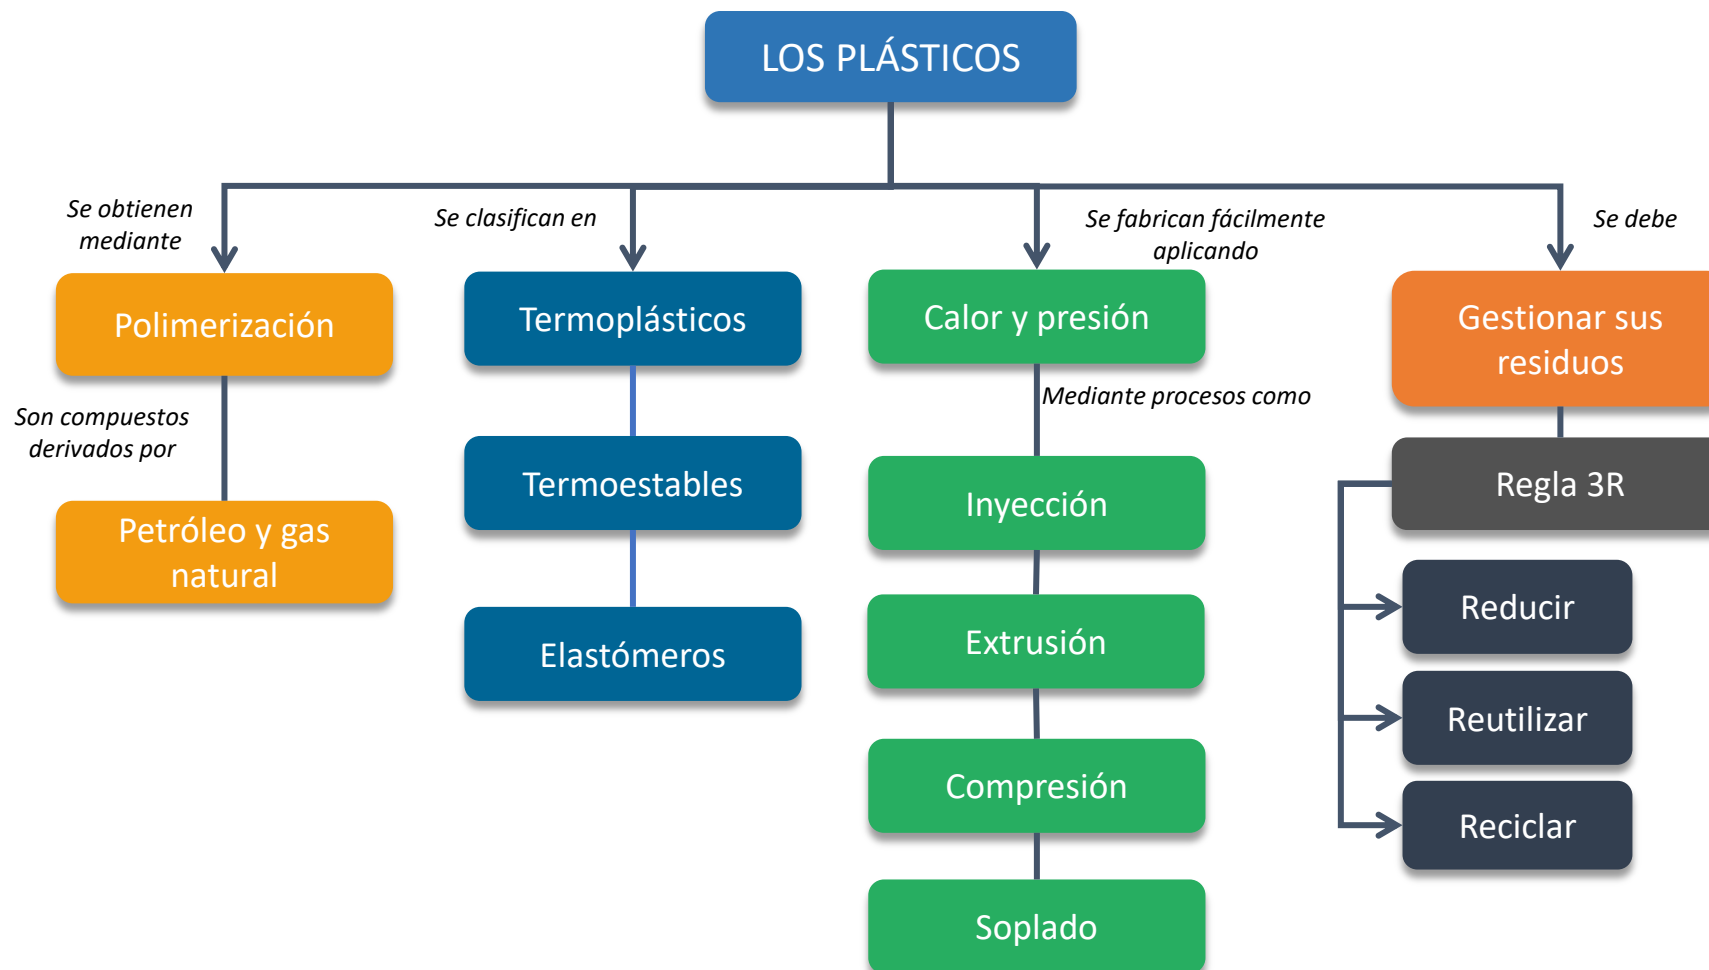 LOS PLÁSTICOS
Se obtienen
mediante
Se clasifican en
Se fabrican fácilmente
aplicando
Se debe
Polimerización
Termoplásticos
Calor y presión
Gestionar sus
residuos
Son compuestos
derivados por
Mediante procesos como
Petróleo y gas
natural
Termoestables
Inyección
Regla 3R
Elastómeros
Extrusión
Reducir
Reutilizar
Compresión
Reciclar
Soplado